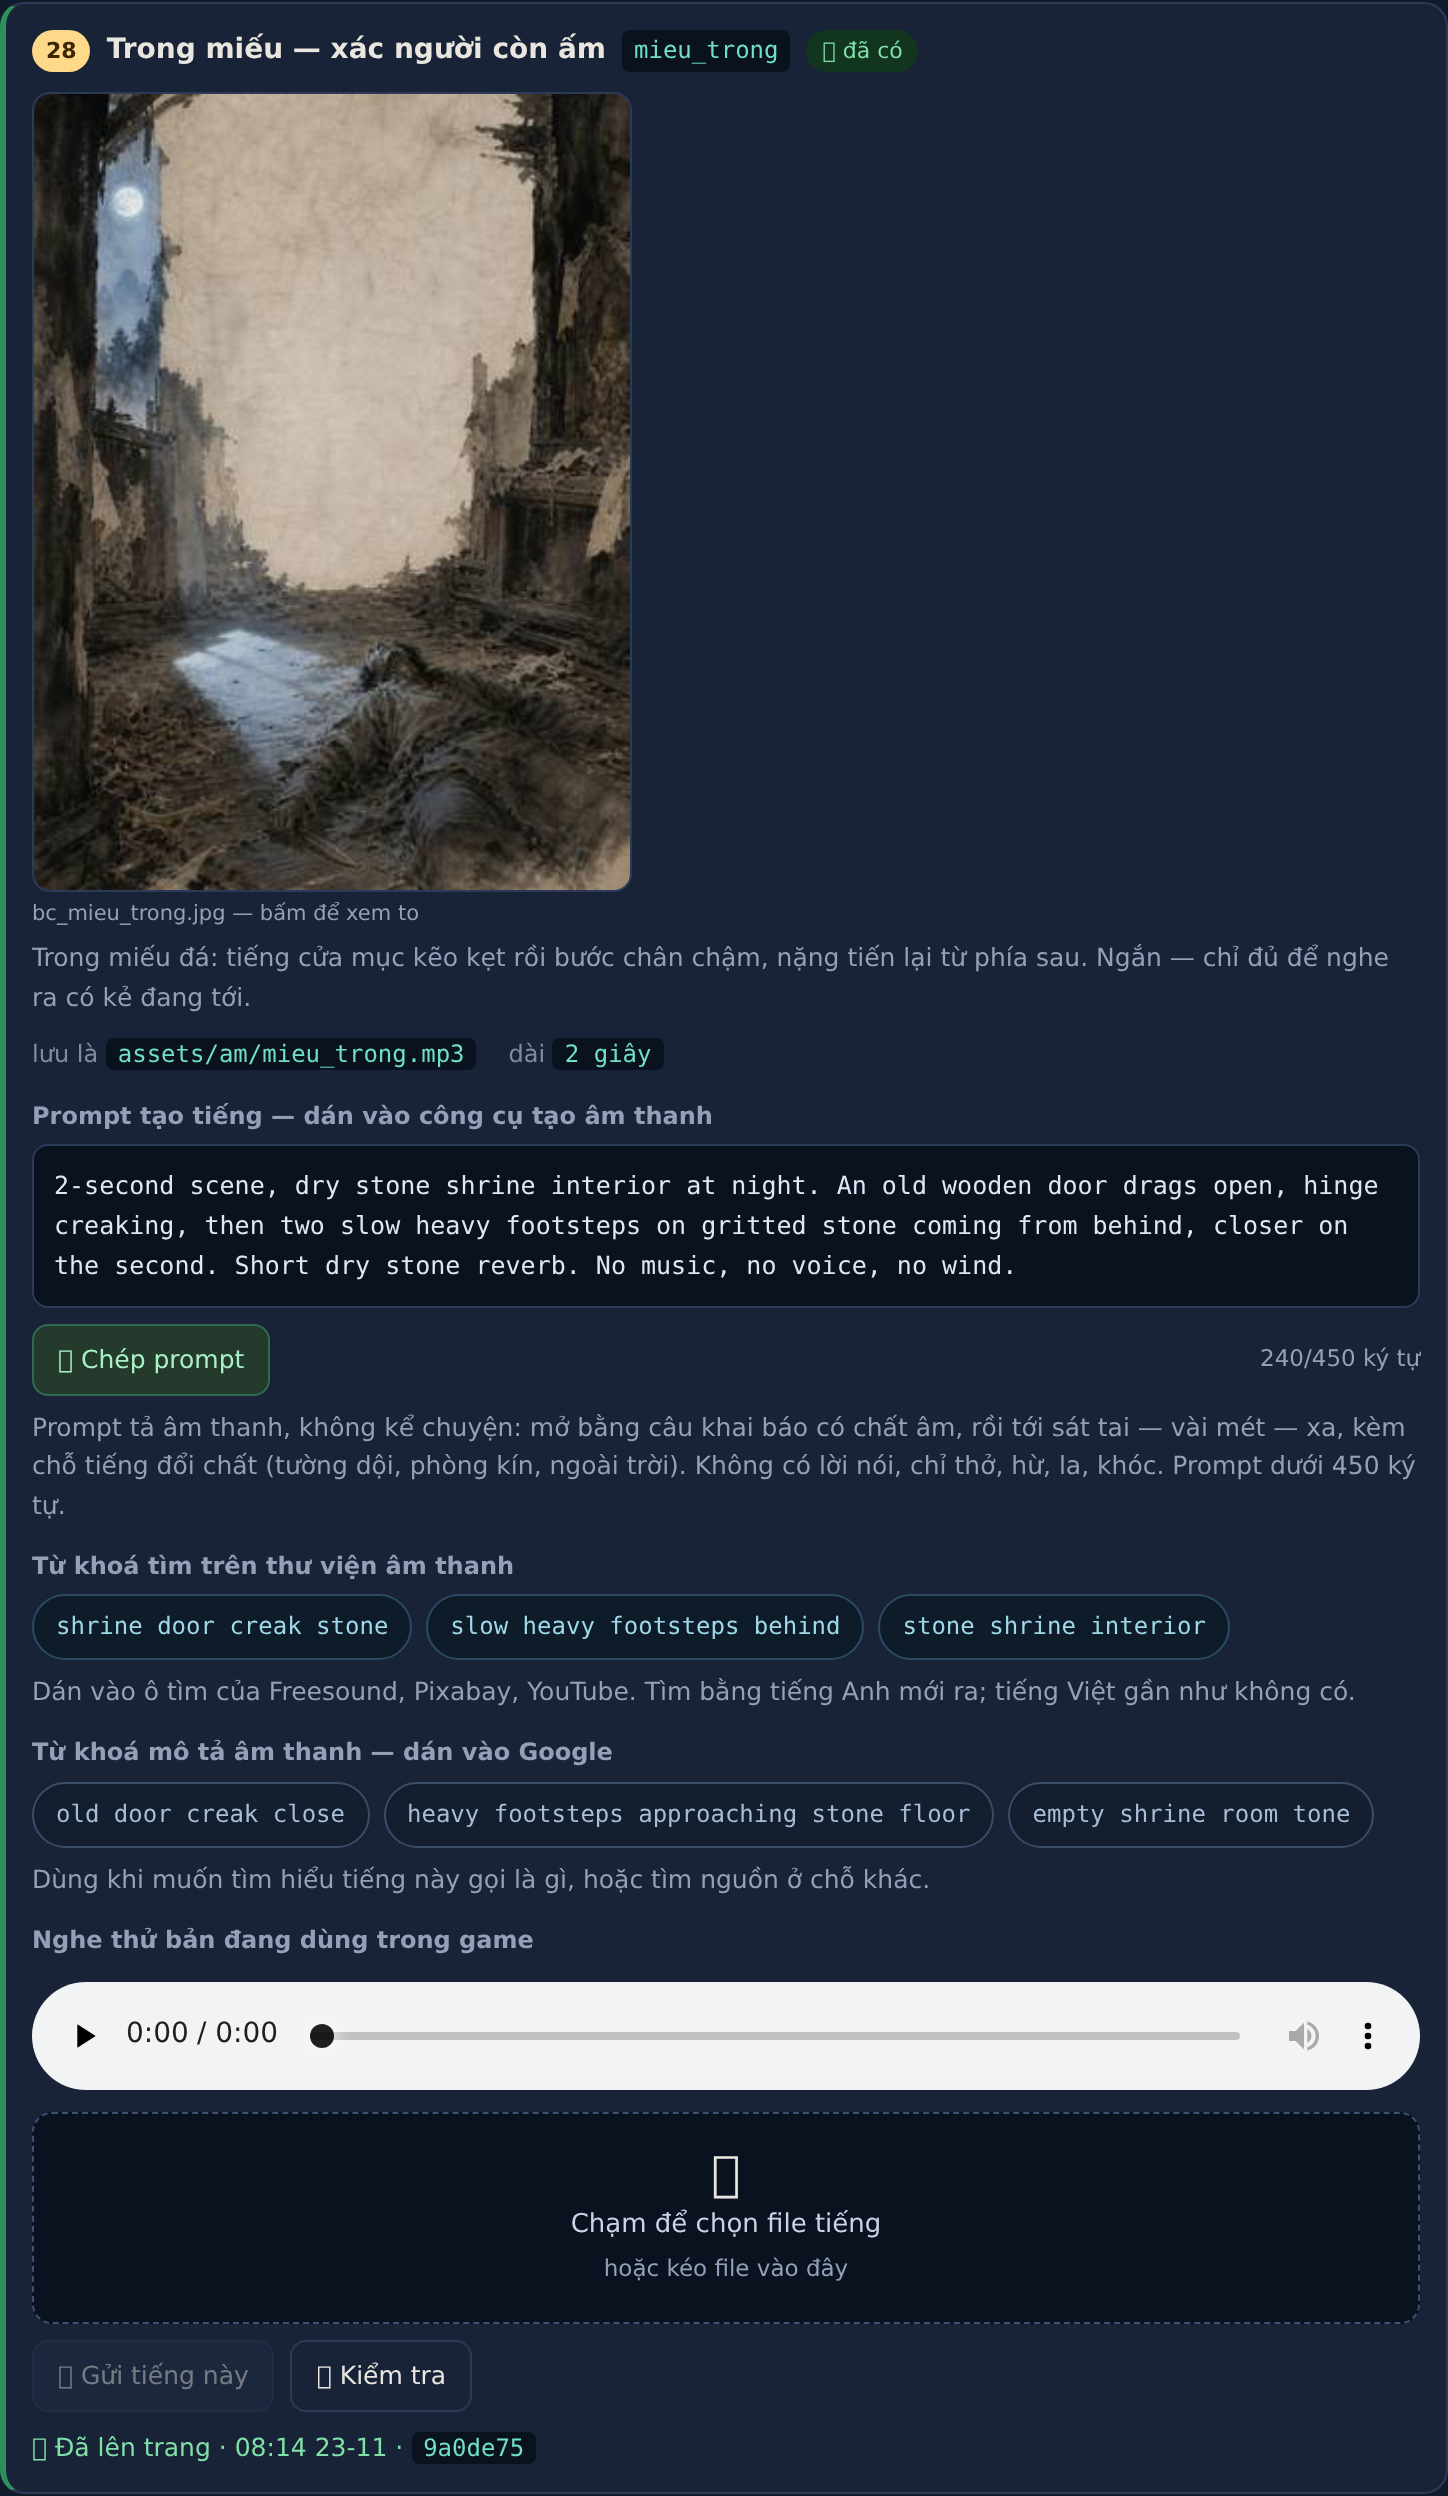 28 Trong miếu — xác người còn ấm mieu_trong đã có
bc_mieu_trong.jpg — bấm để xem to
Trong miếu đá: tiếng cửa mục kẽo kẹt rồi bước chân chậm, nặng tiến lại từ phía sau. Ngắn — chỉ đủ để nghe
ra có kẻ đang tới.
lưu là assets/am/mieu_trong.mp3 dài 2 giây
Prompt tạo tiếng — dán vào công cụ tạo âm thanh
2-second scene, dry stone shrine interior at night. An old wooden door drags open, hinge
creaking, then two slow heavy footsteps on gritted stone coming from behind, closer on
the second. Short dry stone reverb. No music, no voice, no wind.
Chép prompt 240/450 ký tự
Prompt tả âm thanh, không kể chuyện: mở bằng câu khai báo có chất âm, rồi tới sát tai — vài mét — xa, kèm
chỗ tiếng đổi chất (tường dội, phòng kín, ngoài trời). Không có lời nói, chỉ thở, hừ, la, khóc. Prompt dưới 450 ký
tự.
Từ khoá tìm trên thư viện âm thanh
shrine door creak stone slow heavy footsteps behind stone shrine interior
Dán vào ô tìm của Freesound, Pixabay, YouTube. Tìm bằng tiếng Anh mới ra; tiếng Việt gần như không có.
Từ khoá mô tả âm thanh — dán vào Google
old door creak close heavy footsteps approaching stone floor empty shrine room tone
Dùng khi muốn tìm hiểu tiếng này gọi là gì, hoặc tìm nguồn ở chỗ khác.
Nghe thử bản đang dùng trong game
0:00 / 0:00
Chạm để chọn file tiếng
hoặc kéo file vào đây
Gửi tiếng này Kiểm tra
Đã lên trang · 08:14 23-11 · 9a0de75